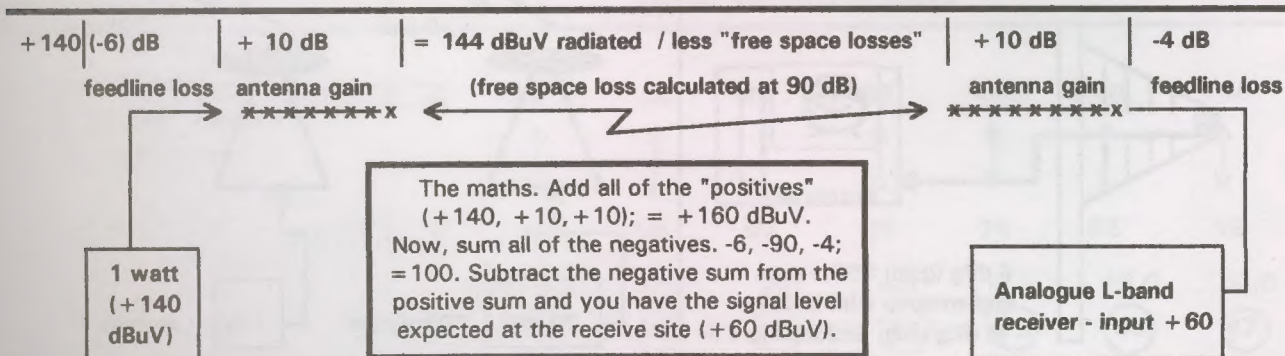 +140 (-6) dB + 10 dB = 144 dBuV radiated / less "free space losses" + 10 dB -4 dB
feedline loss antenna gain (free space loss calculated at 90 dB) antenna gain feedline loss
x-x-x-x-x-x-x-x x-x-x-x-x-x-x-x-x
The maths. Add all of the "positives"
(+140, +10,+10); = +160 dBuV.
Now, sum all of the negatives. -6, -90, -4;
=100. Subtract the negative sum from the
positive sum and you have the signal level
expected at the receive site (+60 dBuV).
1 watt
(+140
dBuV)
Analogue L-band
receiver - input +60